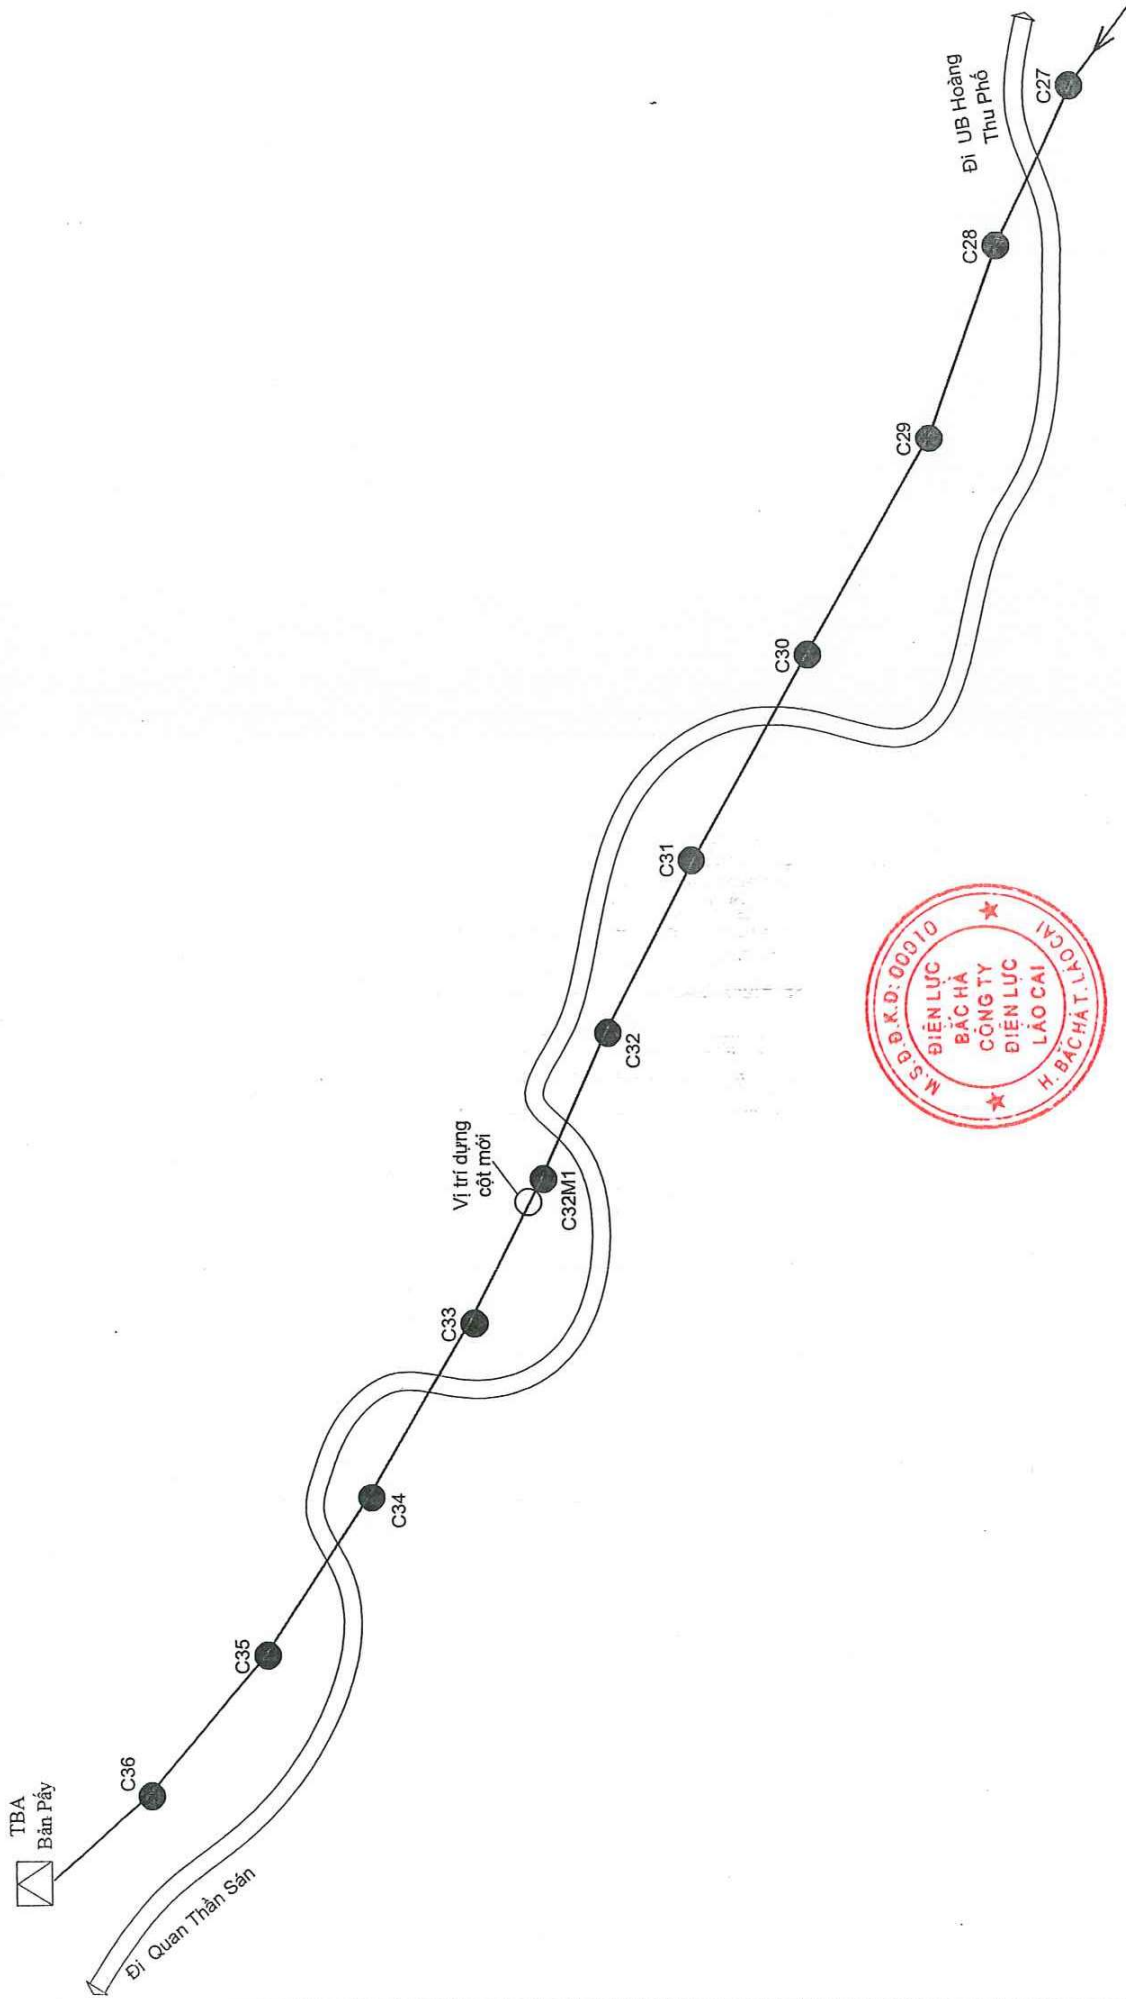 TBA
Bản Pấy
C36
C35
C34
C33
Vị trí dựng
cột mới
C32M1
C32
C31
C30
C29
C28
C27
Đi UB Hoàng
Thu Phố
Đi Quan Thần Sán
M.S.D.Đ.K.D: 00010
ĐIỆN LỰC
BẮC HÀ
CÔNG TY
ĐIỆN LỰC
LÀO CAI
H. BẮC HÀ T. LÀO CAI